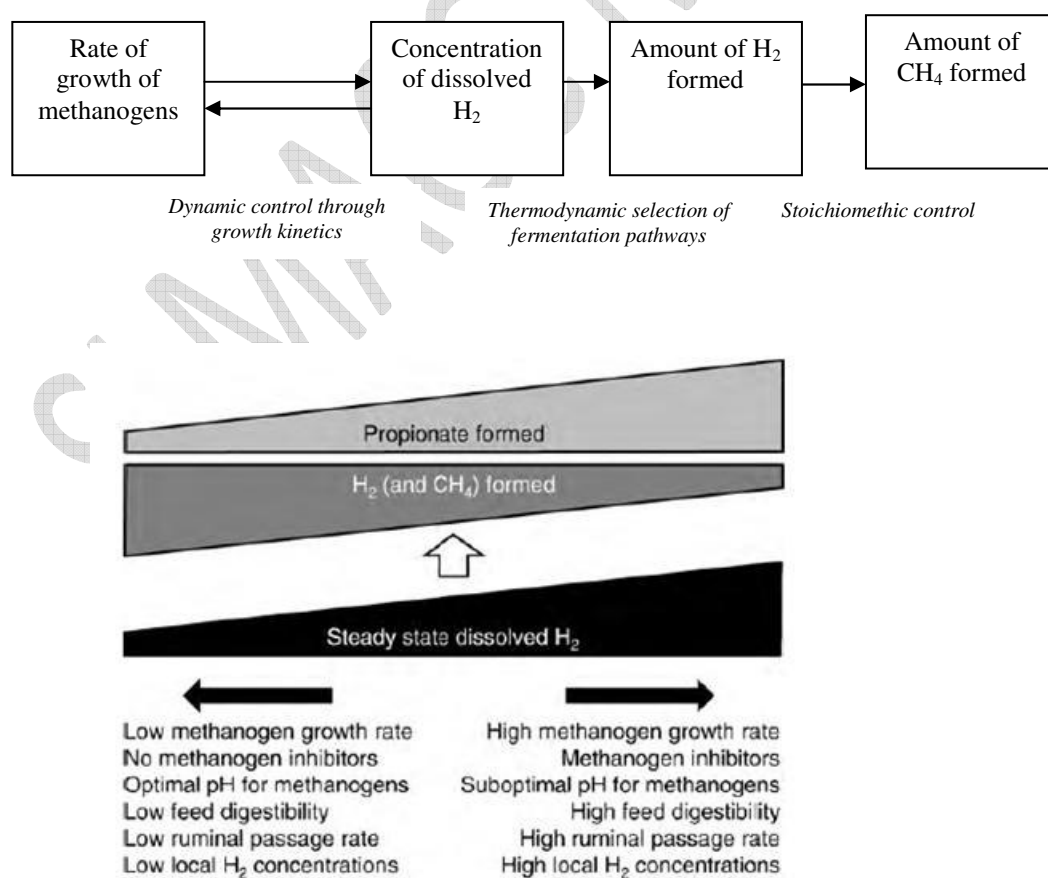 Rate of
growth of
methanogens
Concentration
of dissolved
H₂
Amount of H₂
formed
Amount of
CH₄ formed
Dynamic control through
growth kinetics
Thermodynamic selection of
fermentation pathways
Stoichiomethic control
Propionate formed
H₂ (and CH₄) formed
Steady state dissolved H₂
Low methanogen growth rate
No methanogen inhibitors
Optimal pH for methanogens
Low feed digestibility
Low ruminal passage rate
Low local H₂ concentrations
High methanogen growth rate
Methanogen inhibitors
Suboptimal pH for methanogens
High feed digestibility
High ruminal passage rate
High local H₂ concentrations